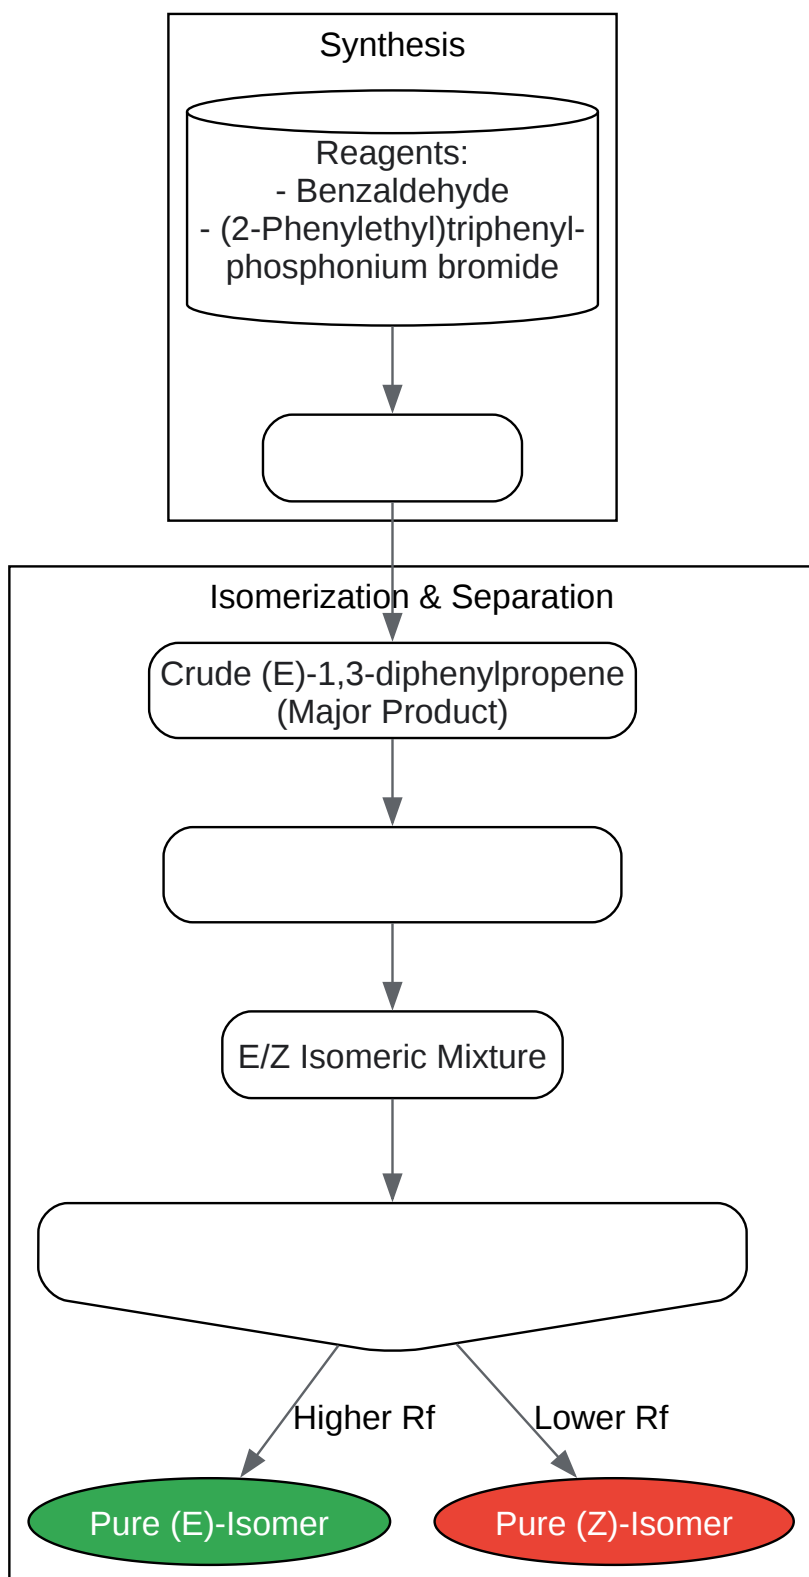 Synthesis
Reagents:
- Benzaldehyde
- (2-Phenylethyl)triphenyl-
phosphonium bromide
Isomerization & Separation
Crude (E)-1,3-diphenylpropene
(Major Product)
E/Z Isomeric Mixture
Higher Rf
Lower Rf
Pure (E)-Isomer
Pure (Z)-Isomer